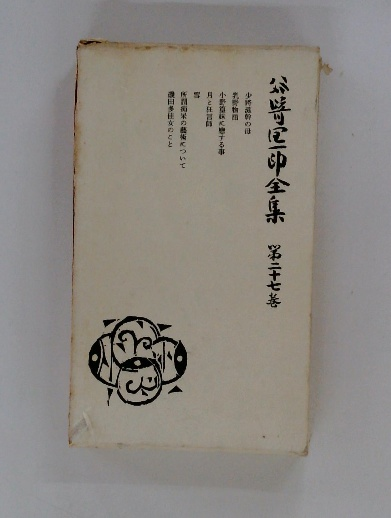 谷崎潤一郎全集 第二十七巻
少将滋幹の母
乳野物語
小野篁妹に恋する事
月と狂言師
雪
所謂痴呆の藝術について
磯田多佳女のこと